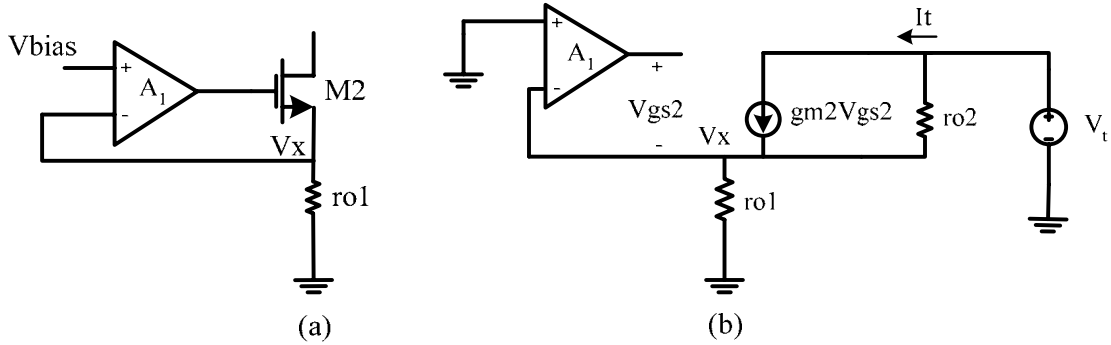 Vbias
+
A1
-
M2
Vx
ro1
(a)
+
A1
-
+
Vgs2
-
Vx
ro1
gm2Vgs2
ro2
It
+
-
Vt
(b)